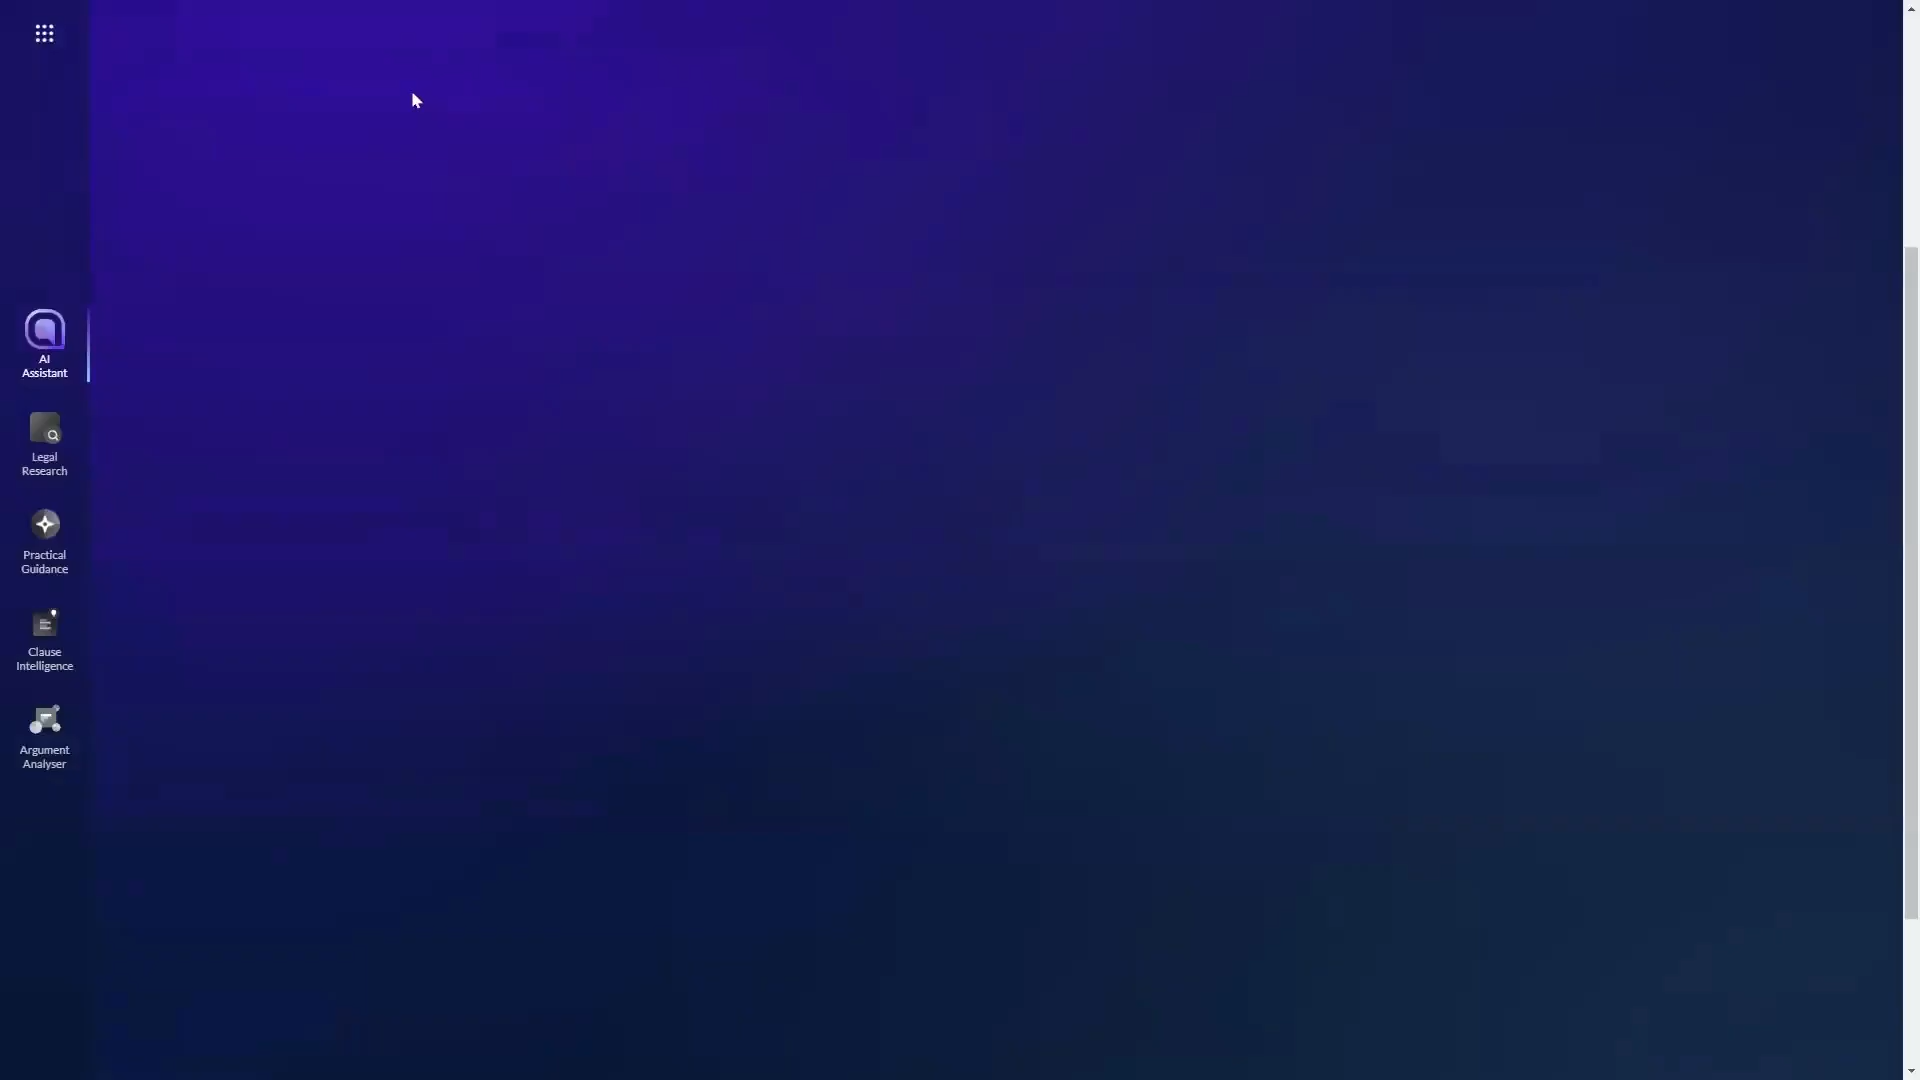 AI
Assistant
Legal
Research
Practical
Guidance
Clause
Intelligence
Argument
Analyser